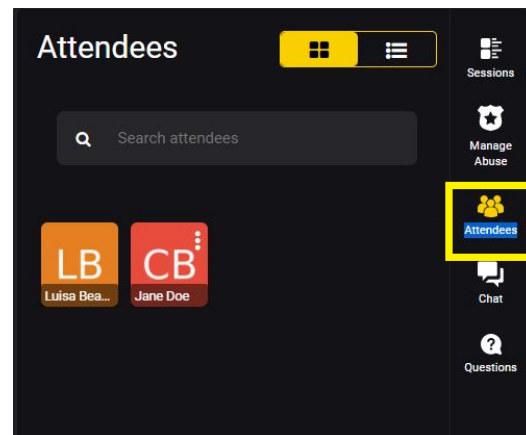 Attendees
Search attendees
LB
Luisa Bea...
CB
Jane Doe
Sessions
Manage
Abuse
Attendees
Chat
Questions